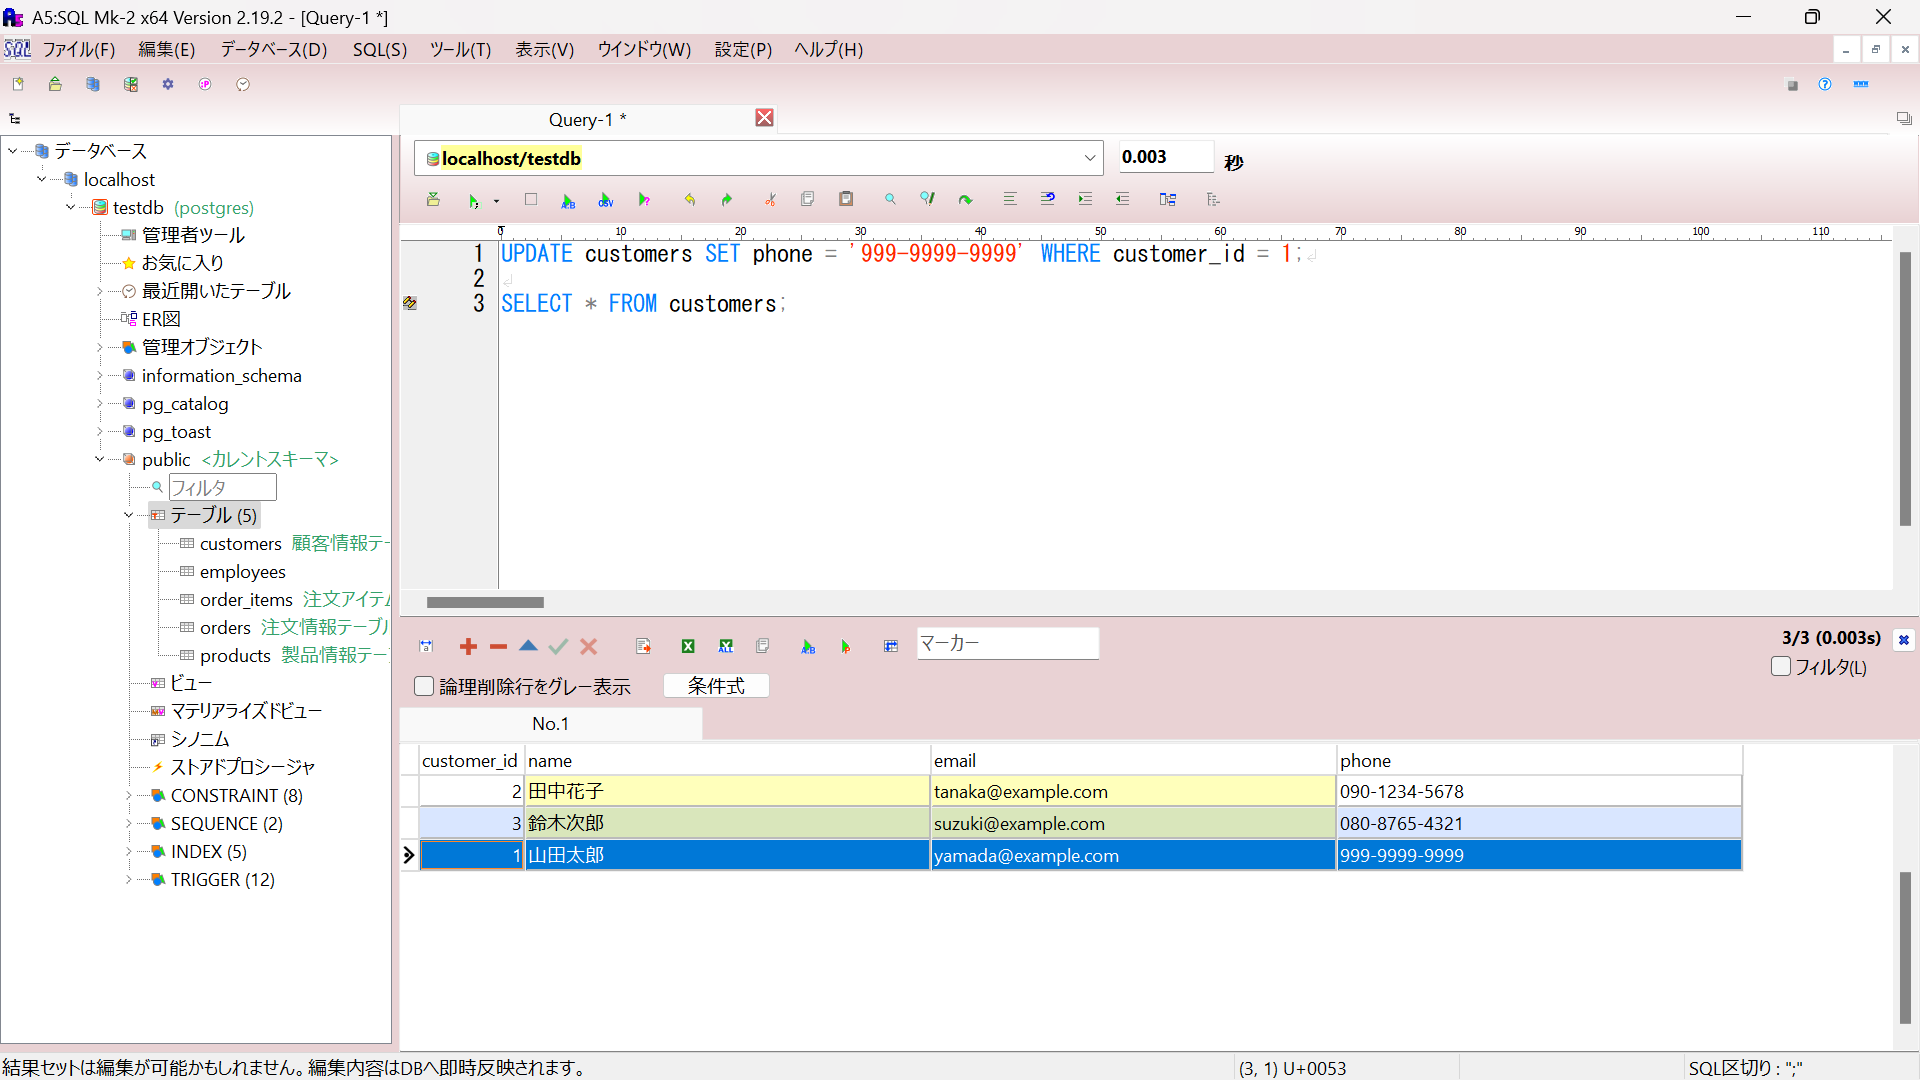 A5:SQL Mk-2 x64 Version 2.19.2 - [Query-1 *]
ファイル(F) 編集(E) データベース(D) SQL(S) ツール(T) 表示(V) ウインドウ(W) 設定(P) ヘルプ(H)
Query-1 *
データベース
localhost
testdb (postgres)
管理者ツール
お気に入り
最近開いたテーブル
ER図
管理オブジェクト
information_schema
pg_catalog
pg_toast
public <カレントスキーマ>
フィルタ
テーブル (5)
customers 顧客情報テー
employees
order_items 注文アイテム
orders 注文情報テーブル
products 製品情報テー
ビュー
マテリアライズドビュー
シノニム
ストアドプロシージャ
CONSTRAINT (8)
SEQUENCE (2)
INDEX (5)
TRIGGER (12)
localhost/testdb 0.003 秒
0 10 20 30 40 50 60 70 80 90 100 110
1 UPDATE customers SET phone = '999-9999-9999' WHERE customer_id = 1;
2
3 SELECT * FROM customers;
マーカー 3/3 (0.003s)
論理削除行をグレー表示 条件式 フィルタ(L)
No.1
customer_id name email phone
2 田中花子 tanaka@example.com 090-1234-5678
3 鈴木次郎 suzuki@example.com 080-8765-4321
1 山田太郎 yamada@example.com 999-9999-9999
結果セットは編集が可能かもしれません。編集内容はDBへ即時反映されます。 (3, 1) U+0053 SQL区切り : ";"